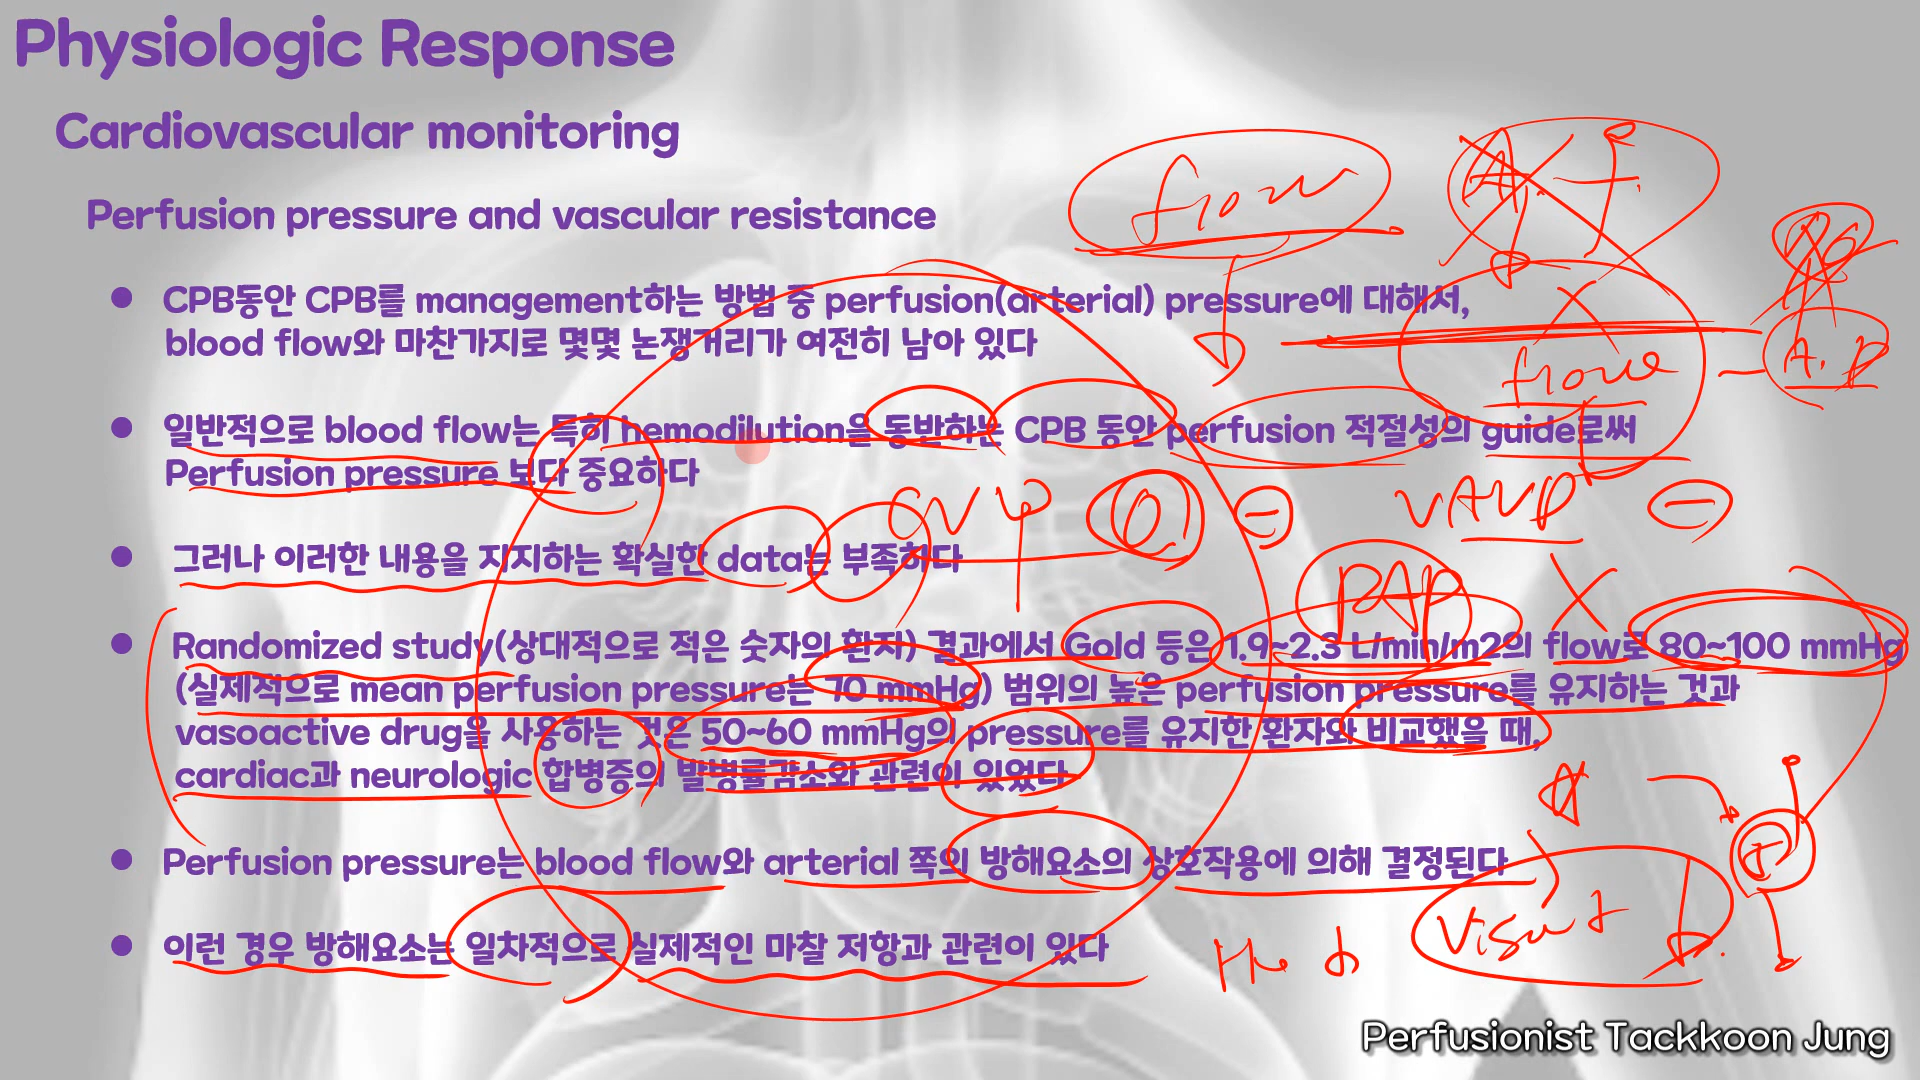 Physiologic Response
Cardiovascular monitoring
Perfusion pressure and vascular resistance
flow
CPB동안 CPB를 management하는 방법 중 perfusion(arterial) pressure에 대해서,
blood flow와 마찬가지로 몇몇 논쟁거리가 여전히 남아 있다
A.P
일반적으로 blood flow는 특히 hemodilution을 동반하는 CPB 동안 perfusion 적절성의 guide로써
Perfusion pressure 보다 중요하다
CVP
VAVD
그러나 이러한 내용을 지지하는 확실한 data는 부족하다
PAP
Randomized study(상대적으로 적은 숫자의 환자) 결과에서 Gold 등은 1.9~2.3 L/min/m2의 flow로 80~100 mmHg
(실제적으로 mean perfusion pressure는 70 mmHg) 범위의 높은 perfusion pressure를 유지하는 것과
vasoactive drug을 사용하는 것은 50~60 mmHg의 pressure를 유지한 환자와 비교했을 때,
cardiac과 neurologic 합병증의 발병률감소와 관련이 있었다
Perfusion pressure는 blood flow와 arterial 쪽의 방해요소의 상호작용에 의해 결정된다
이런 경우 방해요소는 일차적으로 실제적인 마찰 저항과 관련이 있다
Perfusionist Tackkoon Jung